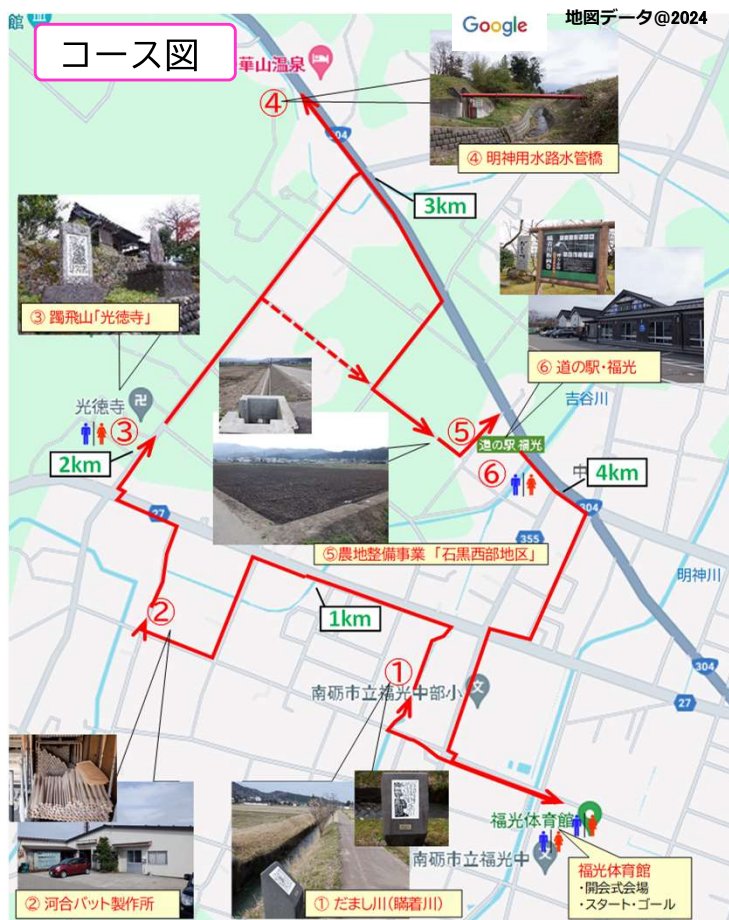 館
コース図
Google
地図データ@2024
華山温泉
④
304
④ 明神用水路水管橋
3km
③ 躅飛山「光徳寺」
⑥ 道の駅・福光
吉谷川
光徳寺
卍
③
2km
⑤
道の駅 福光
⑥
中
4km
27
304
355
⑤農地整備事業 「石黒西部地区」
明神川
②
1km
①
304
南砺市立福光中部小
文
27
福光体育館
南砺市立福光中
文
福光体育館
・開会式会場
・スタート・ゴール
② 河合バット製作所
① だまし川(瞞着川)